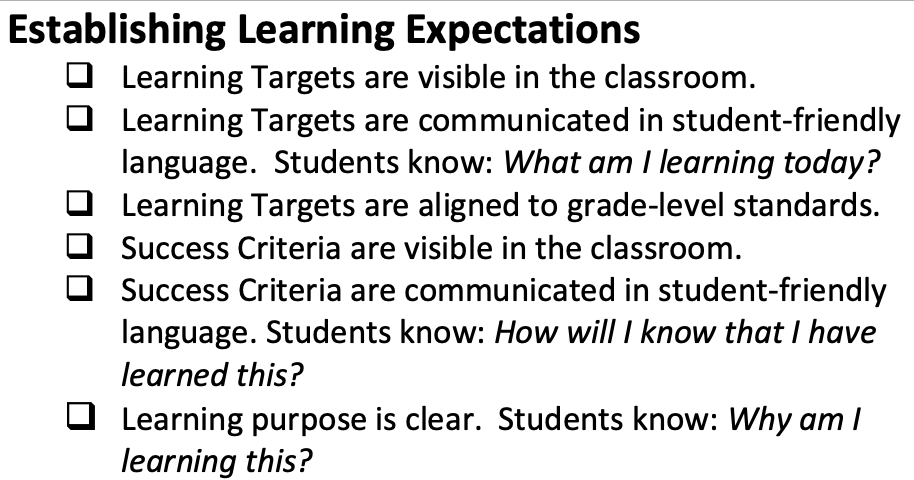 Establishing Learning Expectations
❑ Learning Targets are visible in the classroom.
❑ Learning Targets are communicated in student-friendly
language.  Students know: What am I learning today?
❑ Learning Targets are aligned to grade-level standards.
❑ Success Criteria are visible in the classroom.
❑ Success Criteria are communicated in student-friendly
language. Students know: How will I know that I have
learned this?
❑ Learning purpose is clear.  Students know: Why am I
learning this?